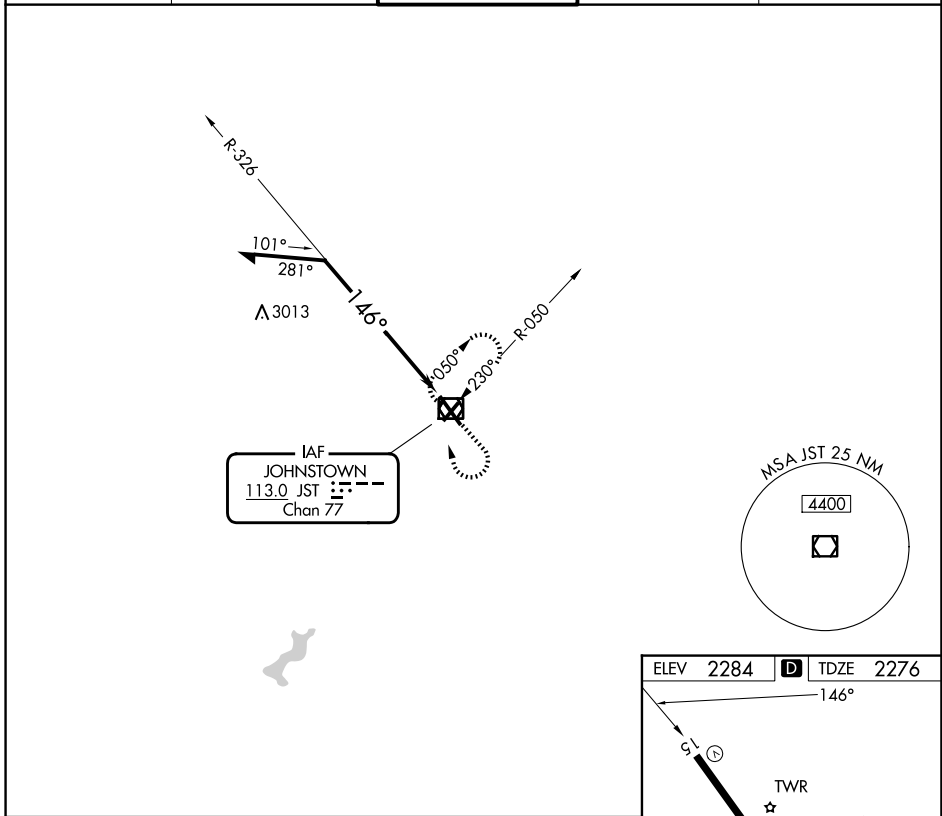 R-326
101°
281°
146°
3013
050°
230°
R-050
IAF
JOHNSTOWN
113.0 JST
Chan 77
MSA JST 25 NM
4400
ELEV 2284 D TDZE 2276
146°
15
V
TWR